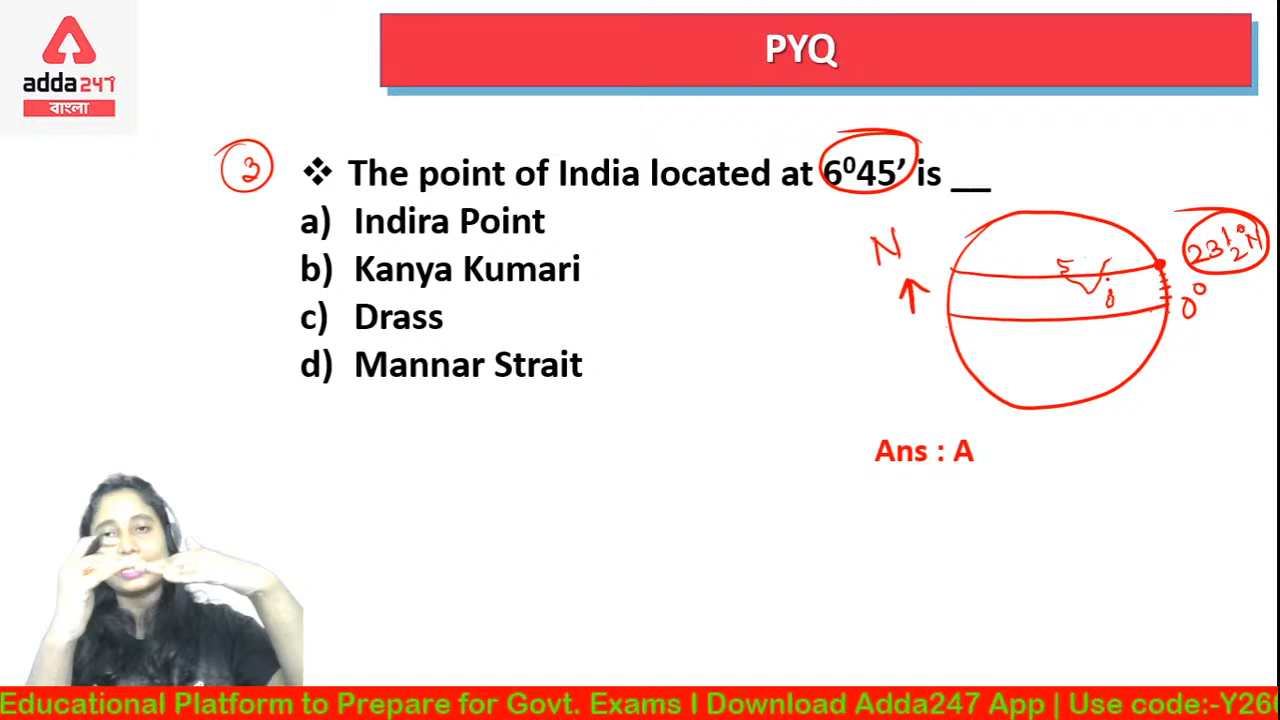 adda247
বাংলা
PYQ
3
❖ The point of India located at 6⁰45’ is __
a) Indira Point
b) Kanya Kumari
c) Drass
d) Mannar Strait
N
23½°N
0°
Ans : A
Educational Platform to Prepare for Govt. Exams I Download Adda247 App | Use code:-Y26